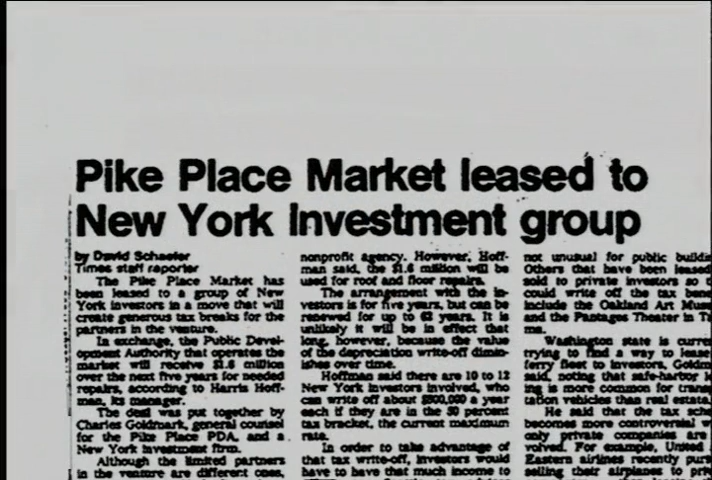 Pike Place Market leased to
New York Investment group
by David Schaefer
Times staff reporter
The Pike Place Market has
been leased to a group of New
York investors in a move that will
create generous tax breaks for the
partners in the venture.
In exchange, the Public Devel-
opment Authority that operates the
market will receive $1.6 million
over the next five years for needed
repairs, according to Harris Hoff-
man, its manager.
The deal was put together by
Charles Goldmark, general counsel
for the Pike Place PDA, and a
New York investment firm.
Although the limited partners
in the venture are different ones,
nonprofit agency. However, Hoff-
man said, the $1.6 million will be
used for roof and floor repairs.
The arrangement with the in-
vestors is for five years, but can be
renewed for up to 62 years. It is
unlikely it will be in effect that
long, however, because the value
of the depreciation write-off dimin-
ishes over time.
Hoffman said there are 10 to 12
New York investors involved, who
can write off about $800,000 a year
each if they are in the 50 percent
tax bracket, the current maximum
rate.
In order to take advantage of
that tax write-off, investors would
have to have that much income to
not unusual for public buildi
Others that have been leased
sold to private investors so t
could write off the tax bene
include the Oakland Art Muse
and the Pantages Theater in Ta
ma.
Washington state is curre
trying to find a way to lease
ferry fleet to investors, Goldm
said, noting that safe-harbor l
ing is more common for trans
tation vehicles than real estate.
He said that the tax sche
becomes more controversial w
only private companies are
volved. For example, United
Eastern airlines recently pur
selling their airplanes to priv